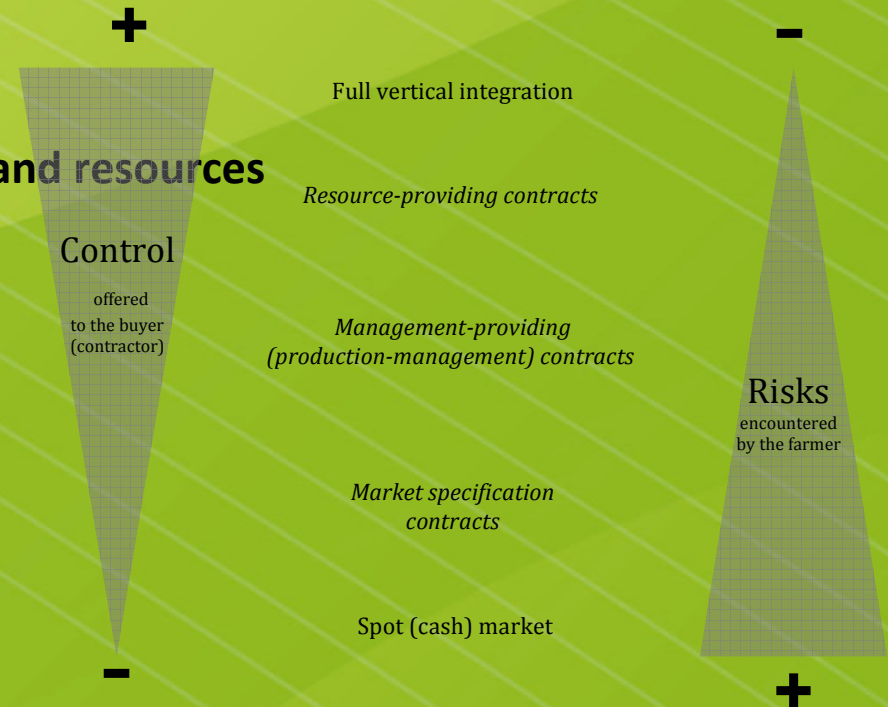 +
–
Full vertical integration
and resources
Resource-providing contracts
Control
offered
to the buyer
(contractor)
Management-providing
(production-management) contracts
Risks
encountered
by the farmer
Market specification
contracts
Spot (cash) market
–
+